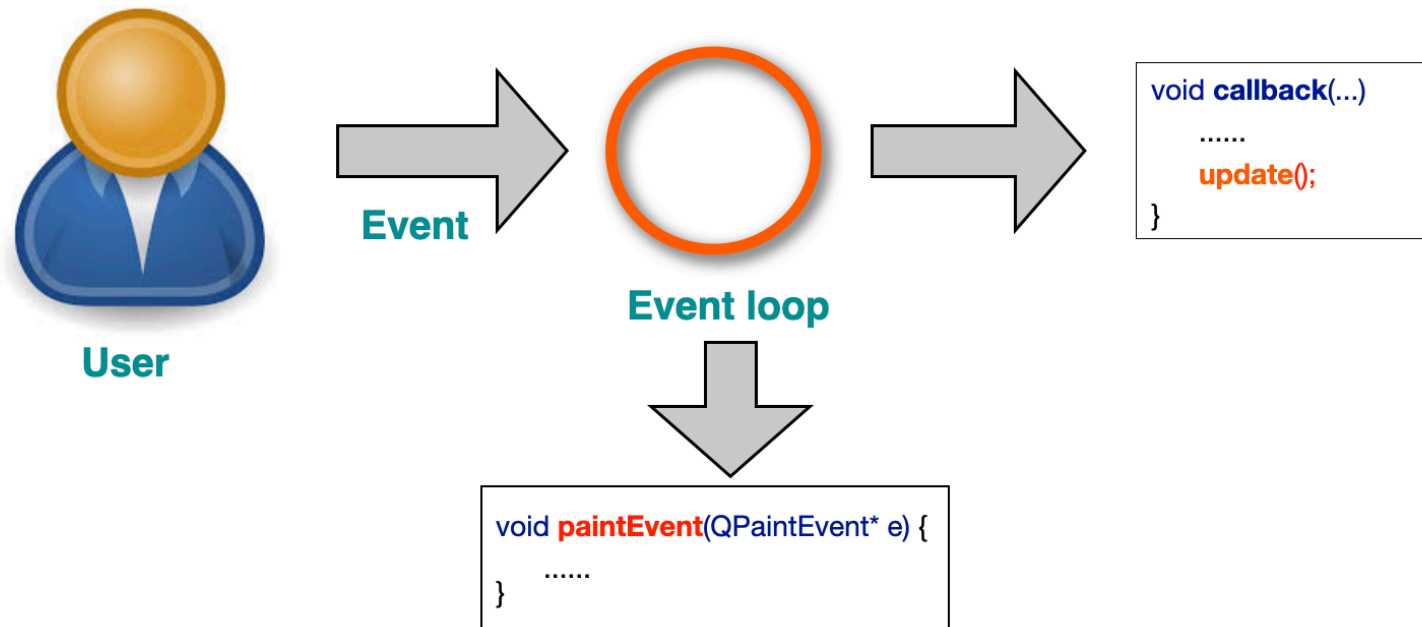 User
Event
Event loop
void callback(...)
......
update();
}
void paintEvent(QPaintEvent* e) {
......
}